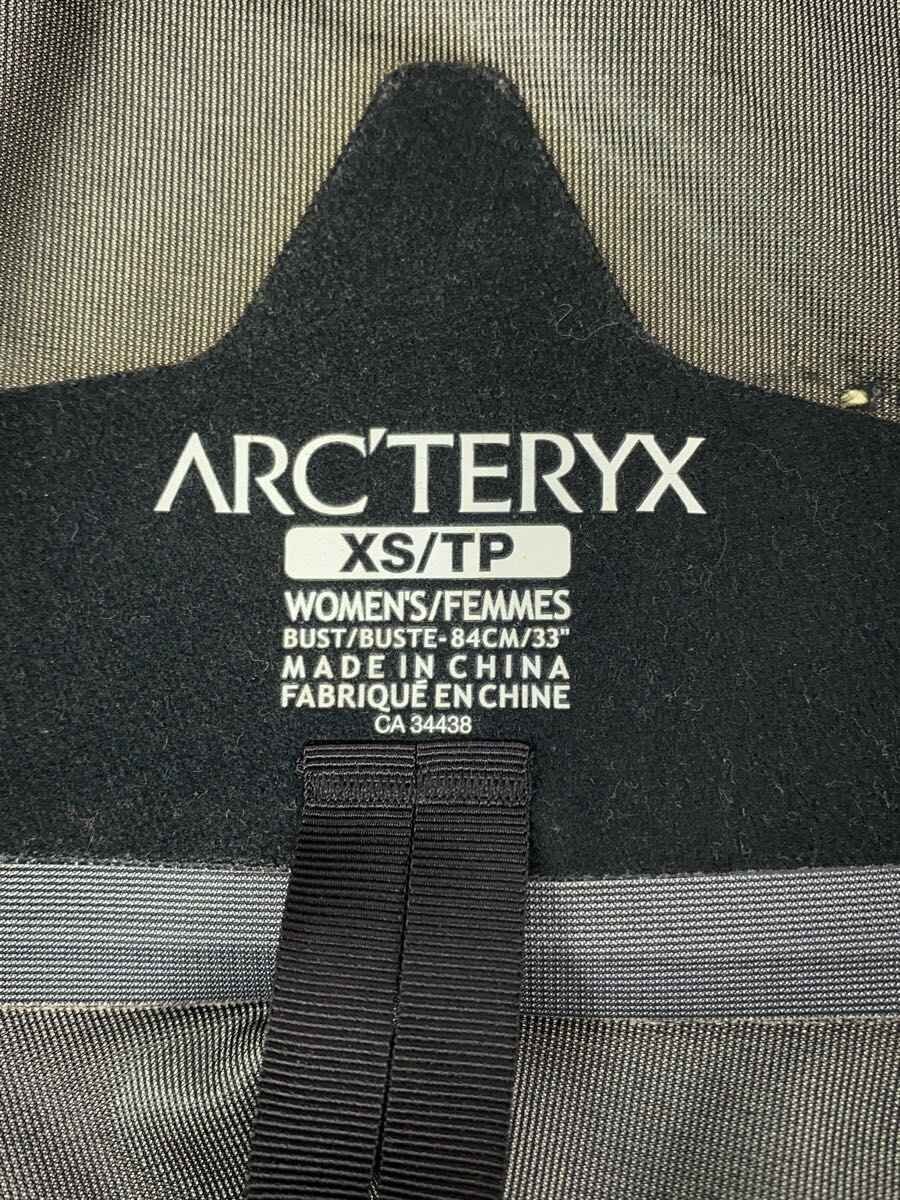 ARC'TERYX
XS/TP
WOMEN'S/FEMMES
BUST/BUSTE-84CM/33"
MADE IN CHINA
FABRIQUÉ EN CHINE
CA 34438